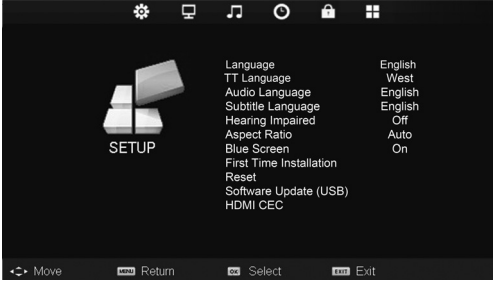 Language English
TT Language West
Audio Language English
Subtitle Language English
Hearing Impaired Off
Aspect Ratio Auto
Blue Screen On
First Time Installation
Reset
Software Update (USB)
HDMI CEC
SETUP
Move MENU Return OK Select EXIT Exit